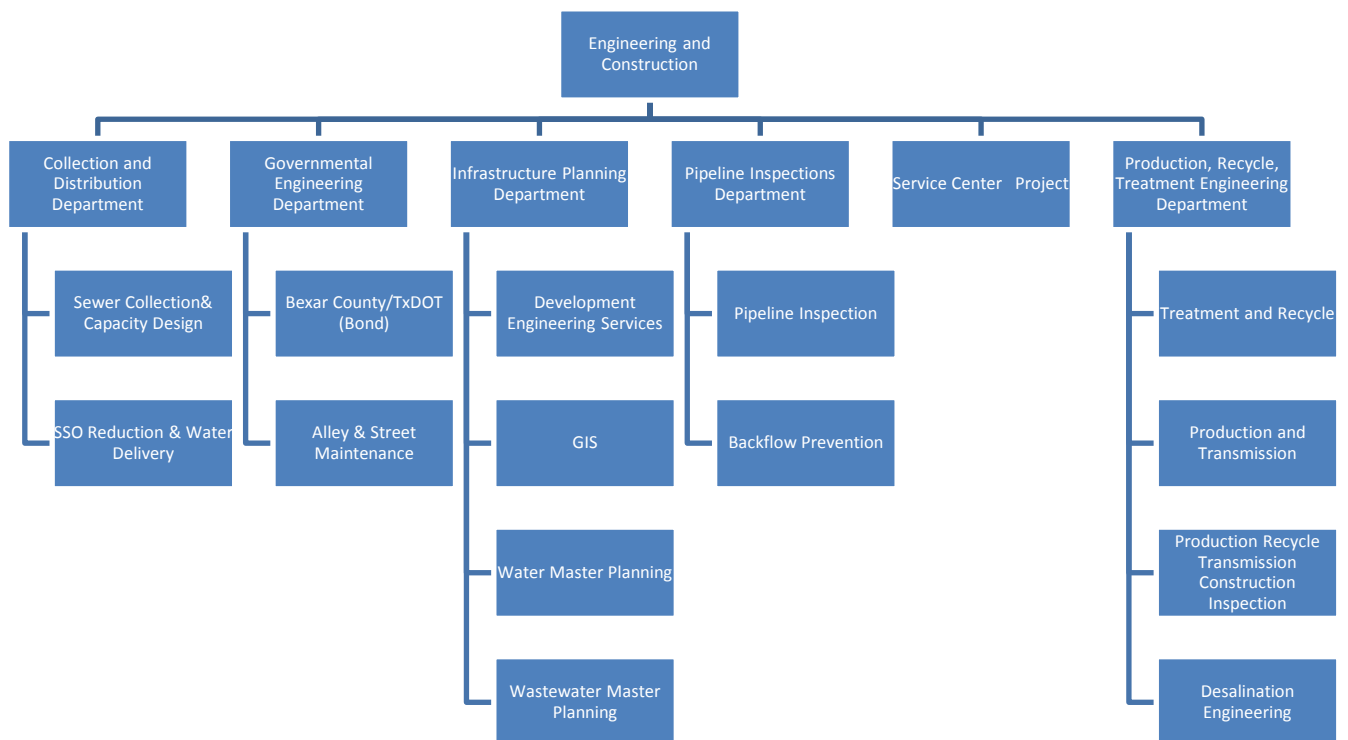 Engineering and
Construction
Collection and
Distribution
Department
Governmental
Engineering
Department
Infrastructure Planning
Department
Pipeline Inspections
Department
Service Center Project
Production, Recycle,
Treatment Engineering
Department
Sewer Collection&
Capacity Design
SSO Reduction & Water
Delivery
Bexar County/TxDOT
(Bond)
Alley & Street
Maintenance
Development
Engineering Services
GIS
Water Master Planning
Wastewater Master
Planning
Pipeline Inspection
Backflow Prevention
Treatment and Recycle
Production and
Transmission
Production Recycle
Transmission
Construction
Inspection
Desalination
Engineering